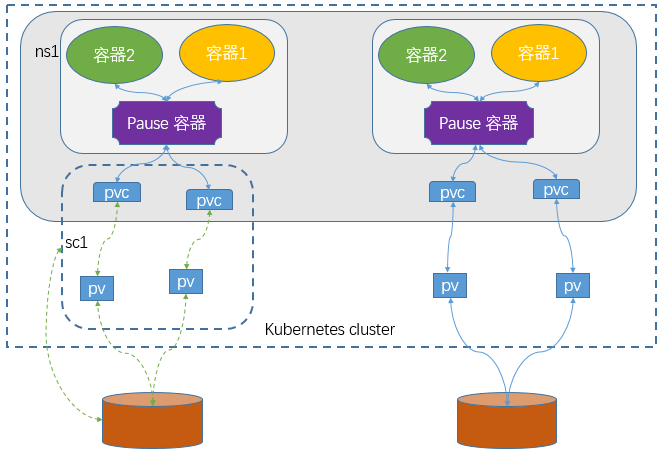 ns1
容器2
容器1
Pause 容器
容器2
容器1
Pause 容器
pvc
pvc
pvc
pvc
sc1
pv
pv
pv
pv
Kubernetes cluster